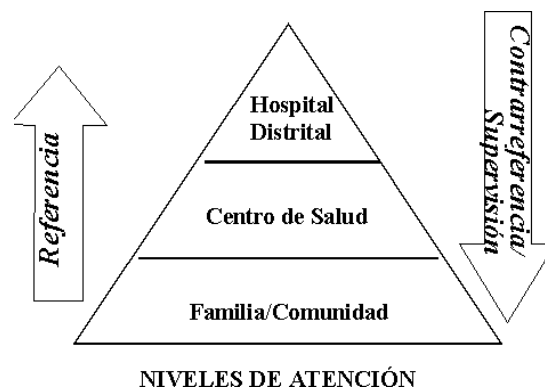 Hospital
Distrital
Centro de Salud
Familia/Comunidad
Referencia
Contrarreferencia/
Supervisión
NIVELES DE ATENCIÓN